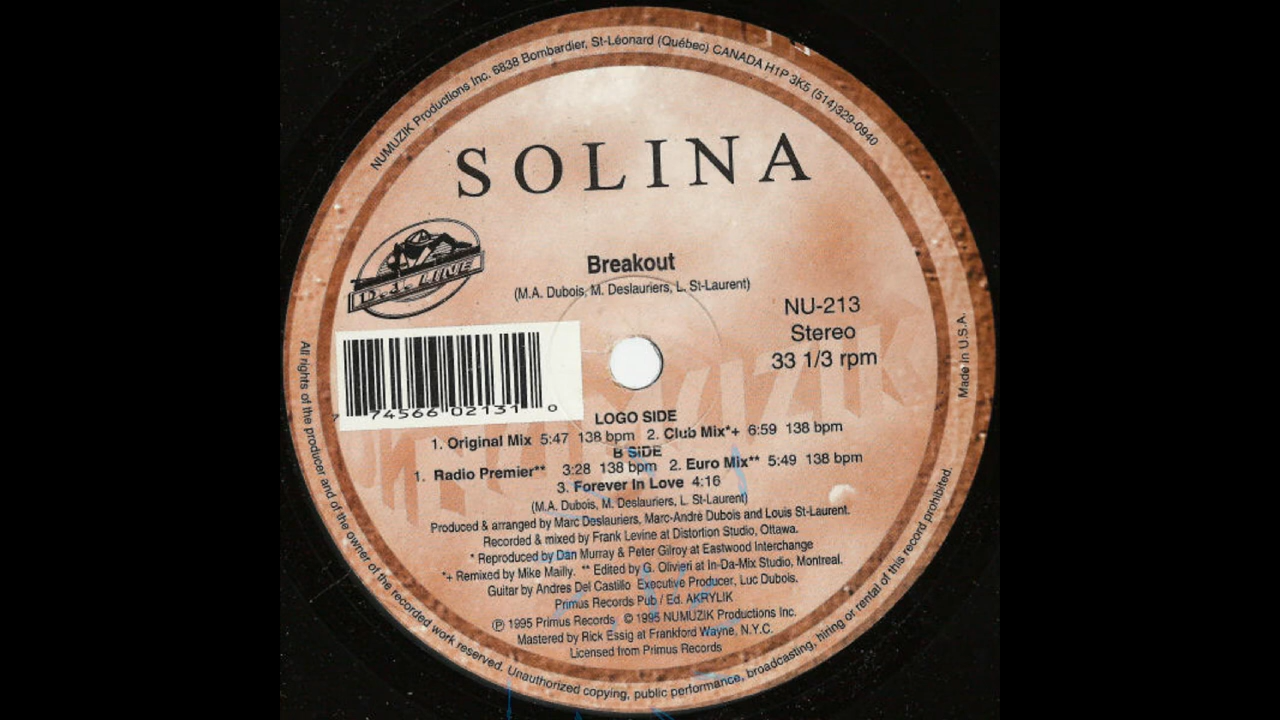 NUMUZIK Productions Inc. 6838 Bombardier, St-Léonard (Québec) CANADA H1P 3K5 (514)329-0940
SOLINA
D.J. LINE
Breakout
(M.A. Dubois, M. Deslauriers, L. St-Laurent)
NU-213
Stereo
33 1/3 rpm
7 74566 02131 0
LOGO SIDE
1. Original Mix 5:47 138 bpm 2. Club Mix*+ 6:59 138 bpm
B SIDE
1. Radio Premier** 3:28 138 bpm 2. Euro Mix** 5:49 138 bpm
3. Forever In Love 4:16
(M.A. Dubois, M. Deslauriers, L. St-Laurent)
Produced & arranged by Marc Deslauriers, Marc-André Dubois and Louis St-Laurent.
Recorded & mixed by Frank Levine at Distortion Studio, Ottawa.
* Reproduced by Dan Murray & Peter Gilroy at Eastwood Interchange
*+ Remixed by Mike Mailly. ** Edited by G. Olivieri at In-Da-Mix Studio, Montreal.
Guitar by Andres Del Castillo Executive Producer, Luc Dubois.
Primus Records Pub / Ed. AKRYLIK
℗ 1995 Primus Records © 1995 NUMUZIK Productions Inc.
Mastered by Rick Essig at Frankford Wayne, N.Y.C.
Licensed from Primus Records
All rights of the producer and of the owner of the recorded work reserved. Unauthorized copying, public performance, broadcasting, hiring or rental of this record prohibited.
Made in U.S.A.